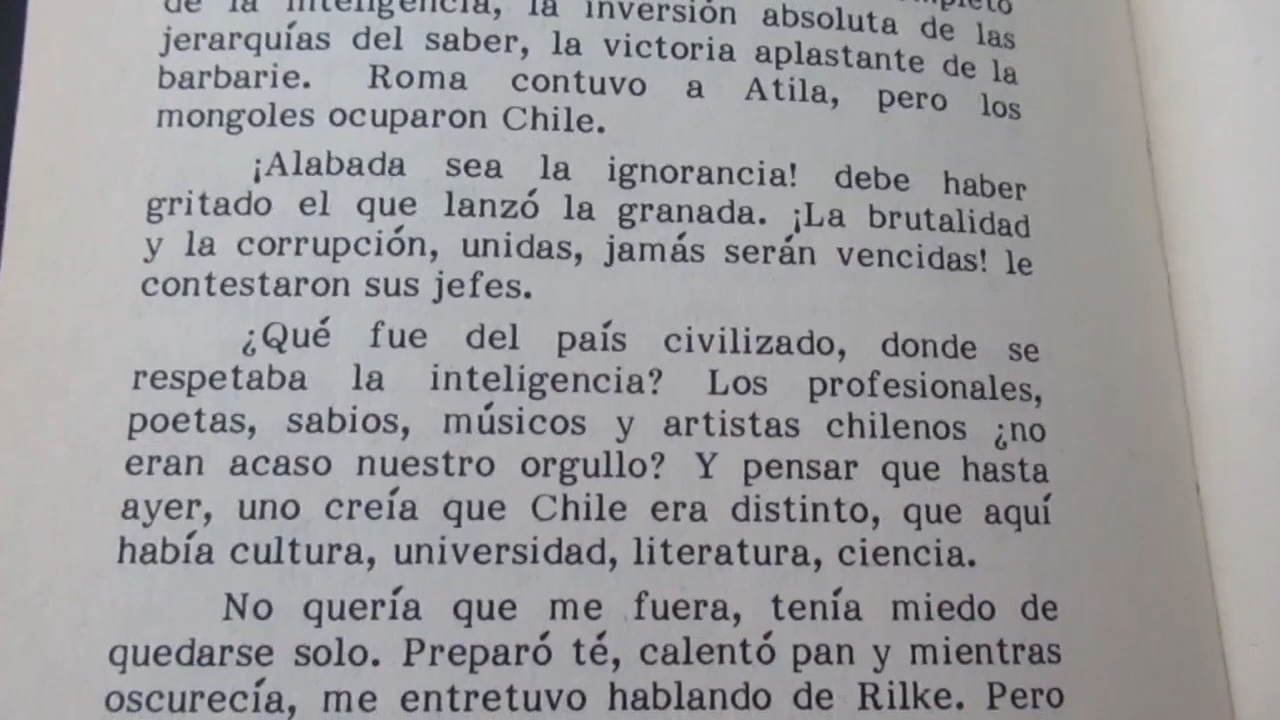 de la inteligencia, la inversión absoluta de las
jerarquías del saber, la victoria aplastante de la
barbarie. Roma contuvo a Atila, pero los
mongoles ocuparon Chile.
¡Alabada sea la ignorancia! debe haber
gritado el que lanzó la granada. ¡La brutalidad
y la corrupción, unidas, jamás serán vencidas! le
contestaron sus jefes.
¿Qué fue del país civilizado, donde se
respetaba la inteligencia? Los profesionales,
poetas, sabios, músicos y artistas chilenos ¿no
eran acaso nuestro orgullo? Y pensar que hasta
ayer, uno creía que Chile era distinto, que aquí
había cultura, universidad, literatura, ciencia.
No quería que me fuera, tenía miedo de
quedarse solo. Preparó té, calentó pan y mientras
oscurecía, me entretuvo hablando de Rilke. Pero